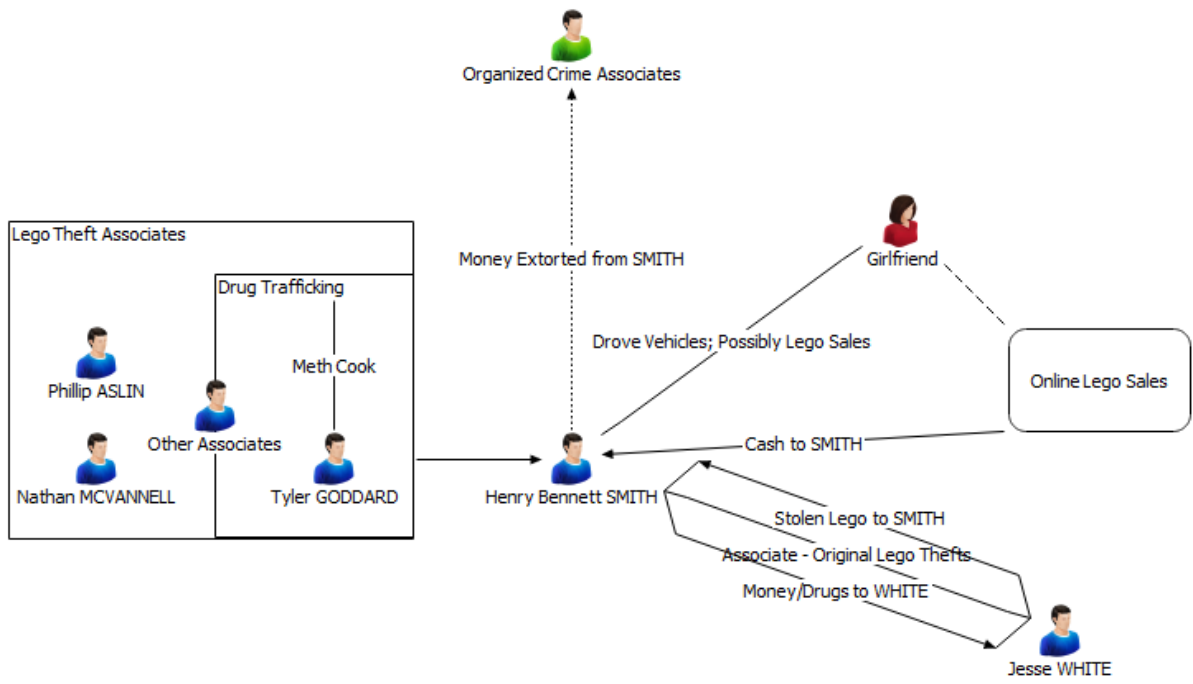 Organized Crime Associates
Lego Theft Associates
Money Extorted from SMITH
Girlfriend
Drug Trafficking
Drove Vehicles; Possibly Lego Sales
Meth Cook
Online Lego Sales
Phillip ASLIN
Other Associates
Cash to SMITH
Nathan MCVANNELL
Tyler GODDARD
Henry Bennett SMITH
Stolen Lego to SMITH
Associate - Original Lego Thefts
Money/Drugs to WHITE
Jesse WHITE